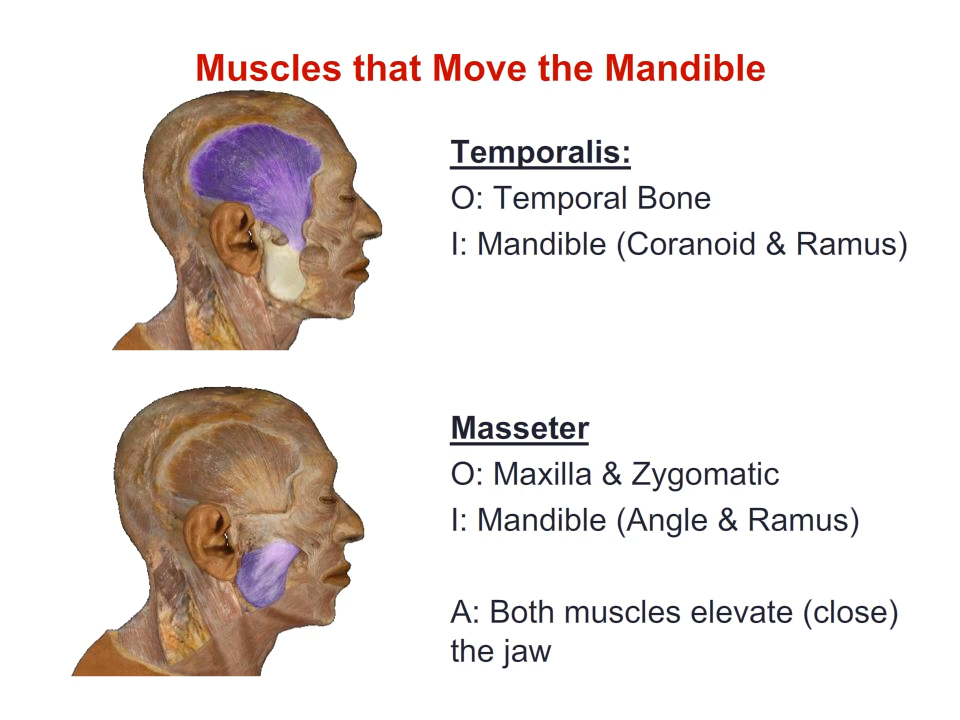 Muscles that Move the Mandible
Temporalis:
O: Temporal Bone
I: Mandible (Coranoid & Ramus)
Masseter
O: Maxilla & Zygomatic
I: Mandible (Angle & Ramus)
A: Both muscles elevate (close)
the jaw